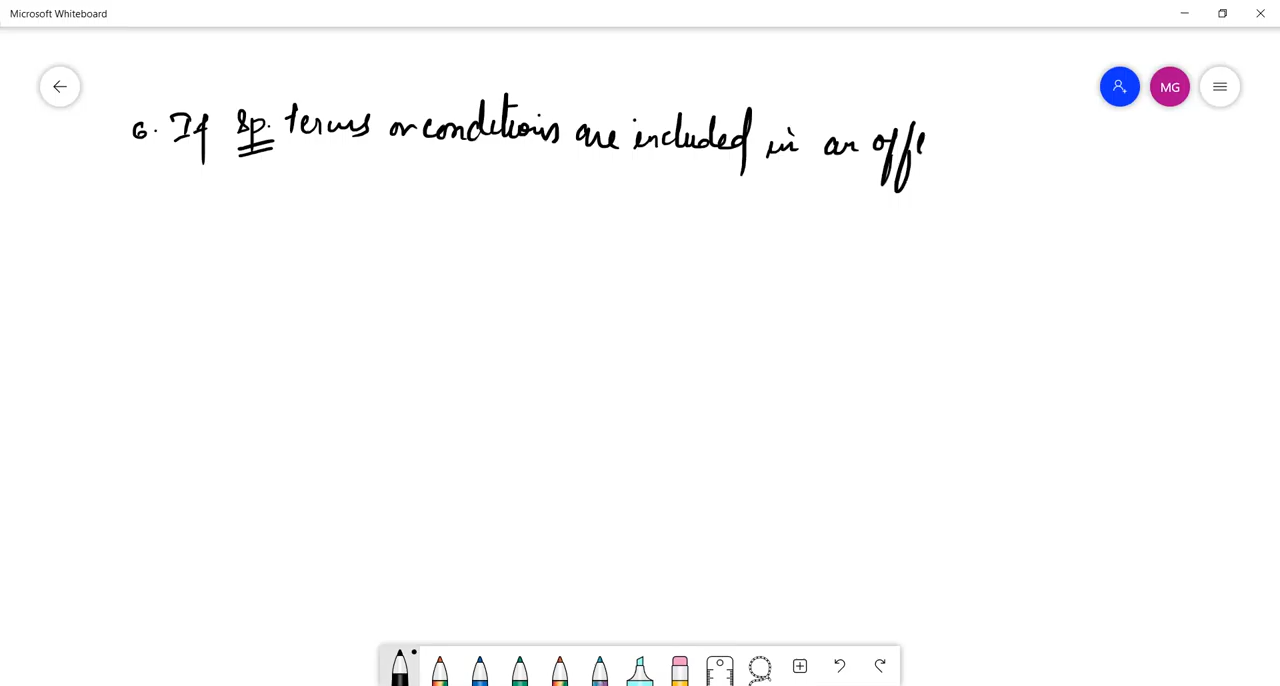 Microsoft Whiteboard
MG
6. If Sp. terms or conditions are included in an offe